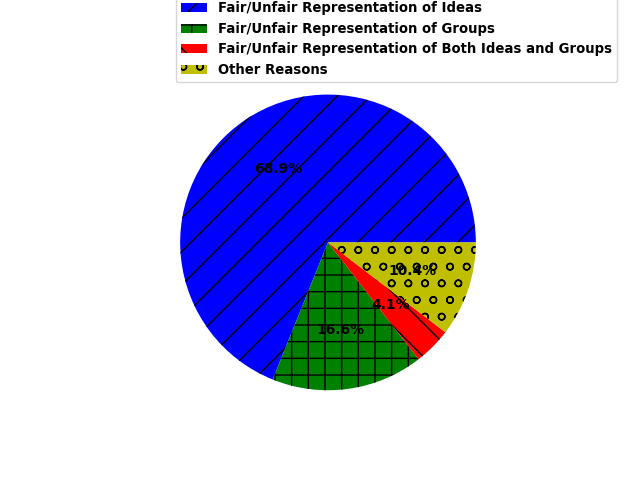 Fair/Unfair Representation of Ideas
Fair/Unfair Representation of Groups
Fair/Unfair Representation of Both Ideas and Groups
Other Reasons
68.9%
10.4%
4.1%
16.6%